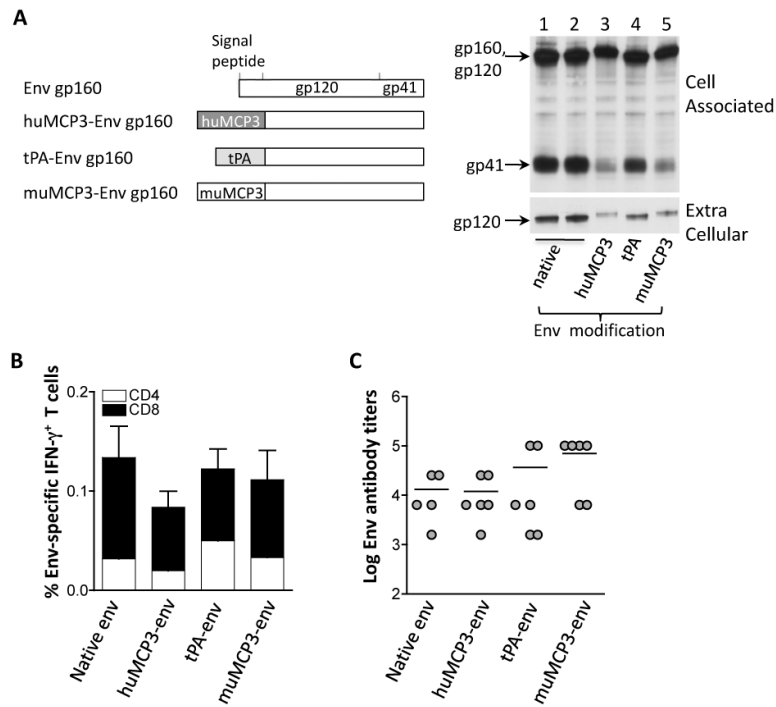 A
Signal
peptide
Env gp160
gp120
gp41
huMCP3-Env gp160
huMCP3
tPA-Env gp160
tPA
muMCP3-Env gp160
muMCP3
1 2 3 4 5
gp160,
gp120
Cell
Associated
gp41
gp120
Extra
Cellular
native
huMCP3
tPA
muMCP3
Env modification
B
% Env-specific IFN-γ+ T cells
0.2
0.1
0.0
CD4
CD8
Native env
huMCP3-env
tPA-env
muMCP3-env
C
Log Env antibody titers
6
5
4
3
2
Native env
huMCP3-env
tPA-env
muMCP3-env